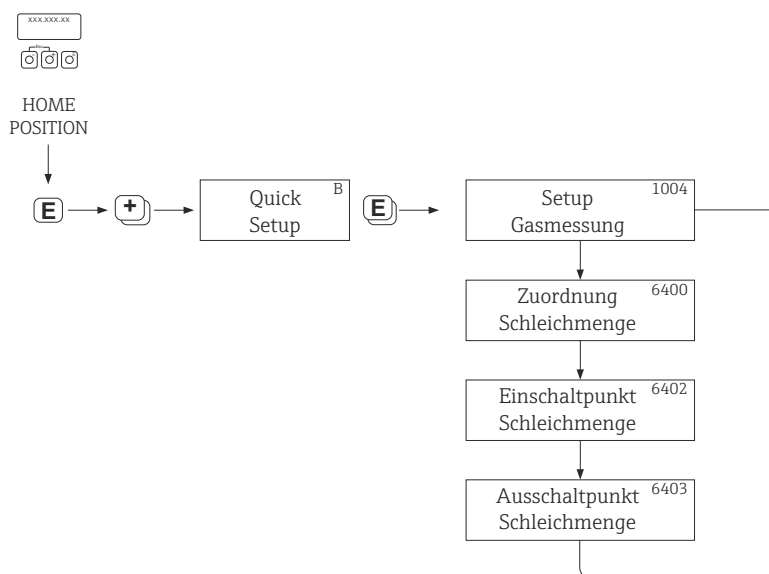 xxx.xxx.xx
Esc
- + E
HOME
POSITION
E
+
Quick
Setup
B
E
Setup
Gasmessung
1004
Zuordnung
Schleichmenge
6400
Einschaltpunkt
Schleichmenge
6402
Ausschaltpunkt
Schleichmenge
6403